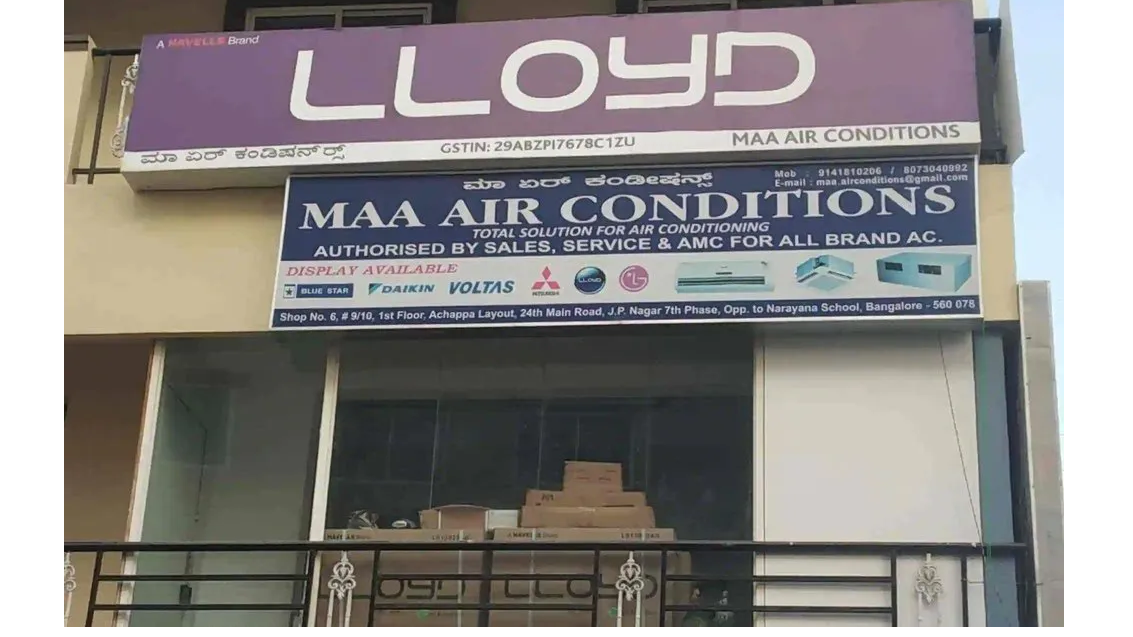 A HAVELLS Brand
LLOYD
ಮಾ ಏರ್ ಕಂಡಿಷನ್ರ್ಸ್
GSTIN: 29ABZPI7678C1ZU
MAA AIR CONDITIONS
ಮಾ ಏರ್ ಕಂಡೀಷನ್ಸ್
Mob : 9141810206 / 8073040992
E-mail : maa.airconditions@gmail.com
MAA AIR CONDITIONS
TOTAL SOLUTION FOR AIR CONDITIONING
AUTHORISED BY SALES, SERVICE & AMC FOR ALL BRAND AC.
DISPLAY AVAILABLE
BLUE STAR DAIKIN VOLTAS MITSUBISHI LLOYD LG
Shop No. 6, # 9/10, 1st Floor, Achappa Layout, 24th Main Road, J.P. Nagar 7th Phase, Opp. to Narayana School, Bangalore - 560 078
LLOYD